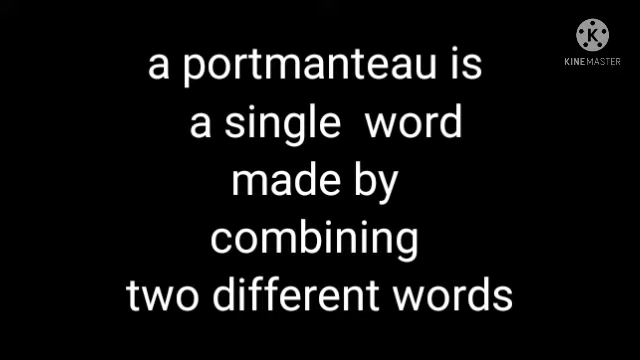 KINEMASTER
a portmanteau is
a single word
made by
combining
two different words